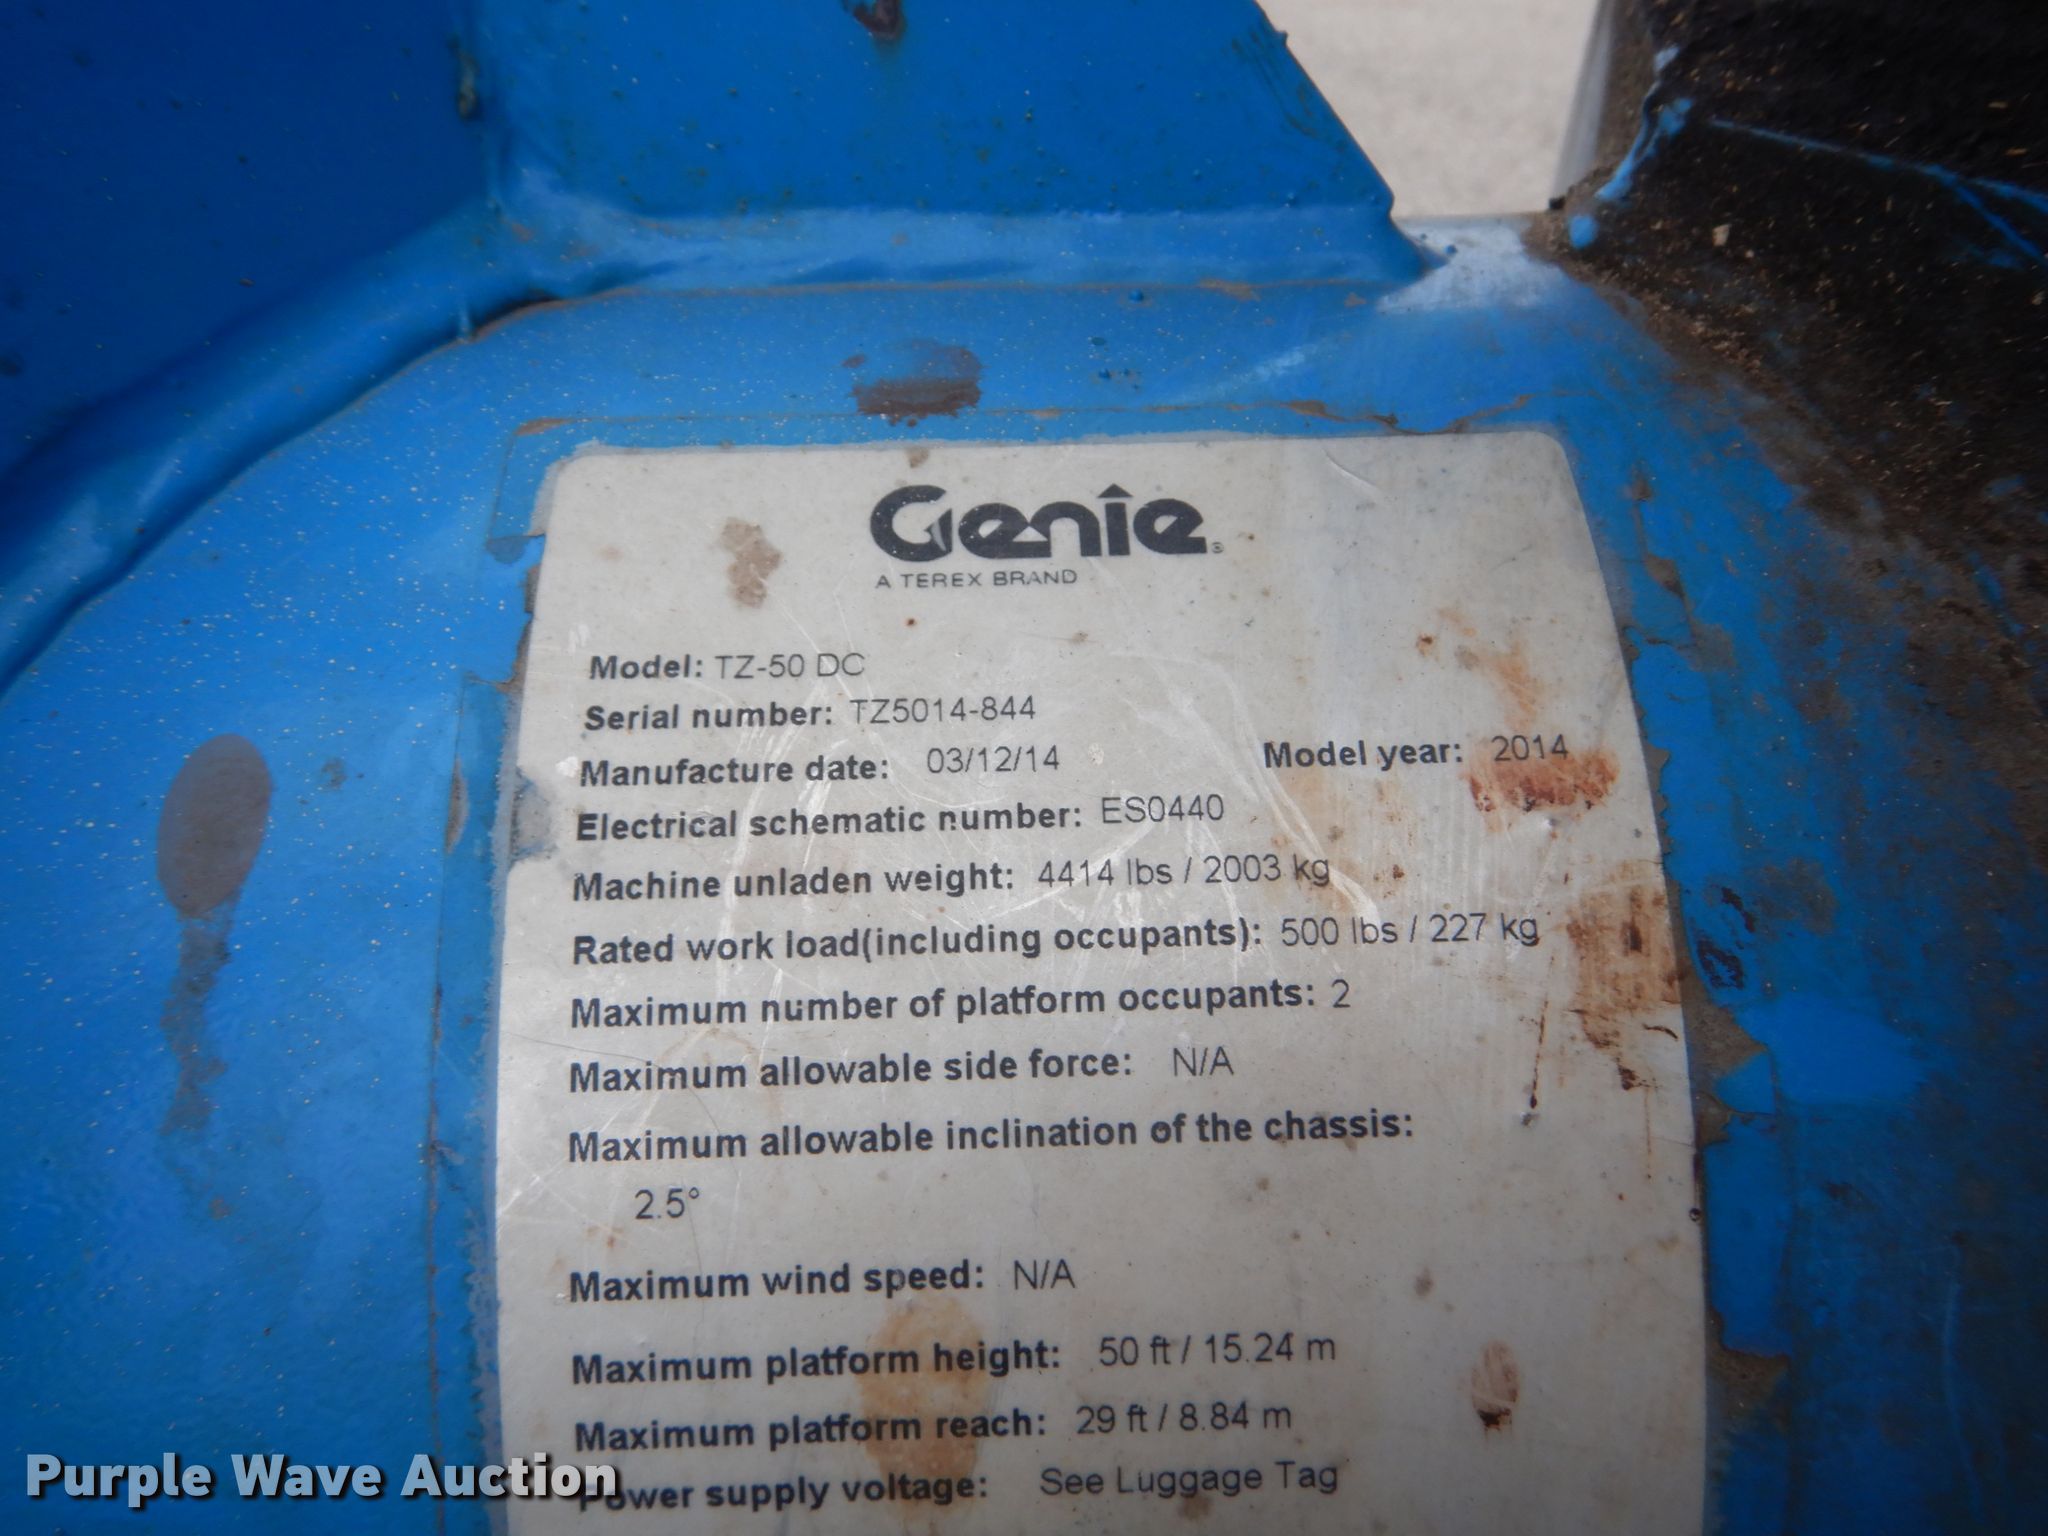 Genie®
A TEREX BRAND
Model: TZ-50 DC
Serial number: TZ5014-844
Manufacture date: 03/12/14 Model year: 2014
Electrical schematic number: ES0440
Machine unladen weight: 4414 lbs / 2003 kg
Rated work load(including occupants): 500 lbs / 227 kg
Maximum number of platform occupants: 2
Maximum allowable side force: N/A
Maximum allowable inclination of the chassis:
2.5°
Maximum wind speed: N/A
Maximum platform height: 50 ft / 15.24 m
Maximum platform reach: 29 ft / 8.84 m
Power supply voltage: See Luggage Tag
Purple Wave Auction